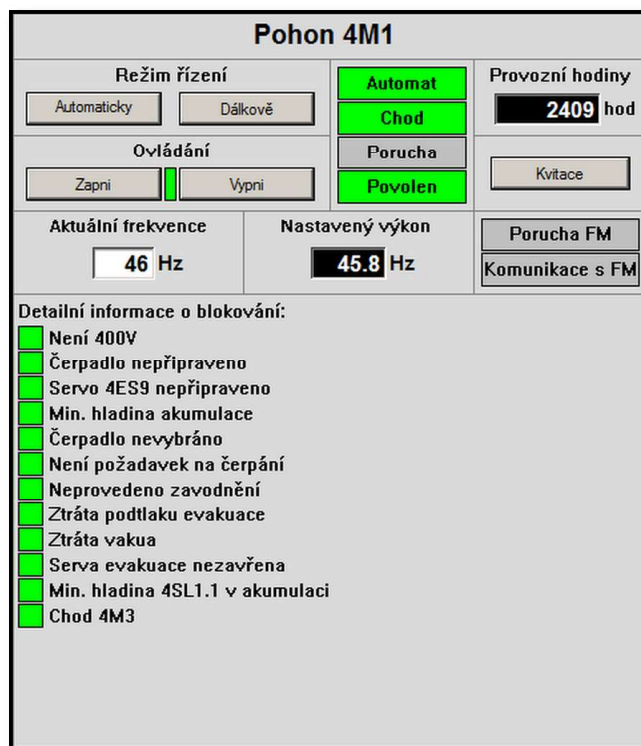 Pohon 4M1
Režim řízení
Automaticky
Dálkově
Automat
Chod
Porucha
Povolen
Provozní hodiny
2409 hod
Ovládání
Zapni
Vypni
Kvitace
Aktuální frekvence
46 Hz
Nastavený výkon
45.8 Hz
Porucha FM
Komunikace s FM
Detailní informace o blokování:
Není 400V
Čerpadlo nepřipraveno
Servo 4ES9 nepřipraveno
Min. hladina akumulace
Čerpadlo nevybráno
Není požadavek na čerpání
Neprovedeno zavodnění
Ztráta podtlaku evakuace
Ztráta vakua
Serva evakuace nezavřena
Min. hladina 4SL1.1 v akumulaci
Chod 4M3